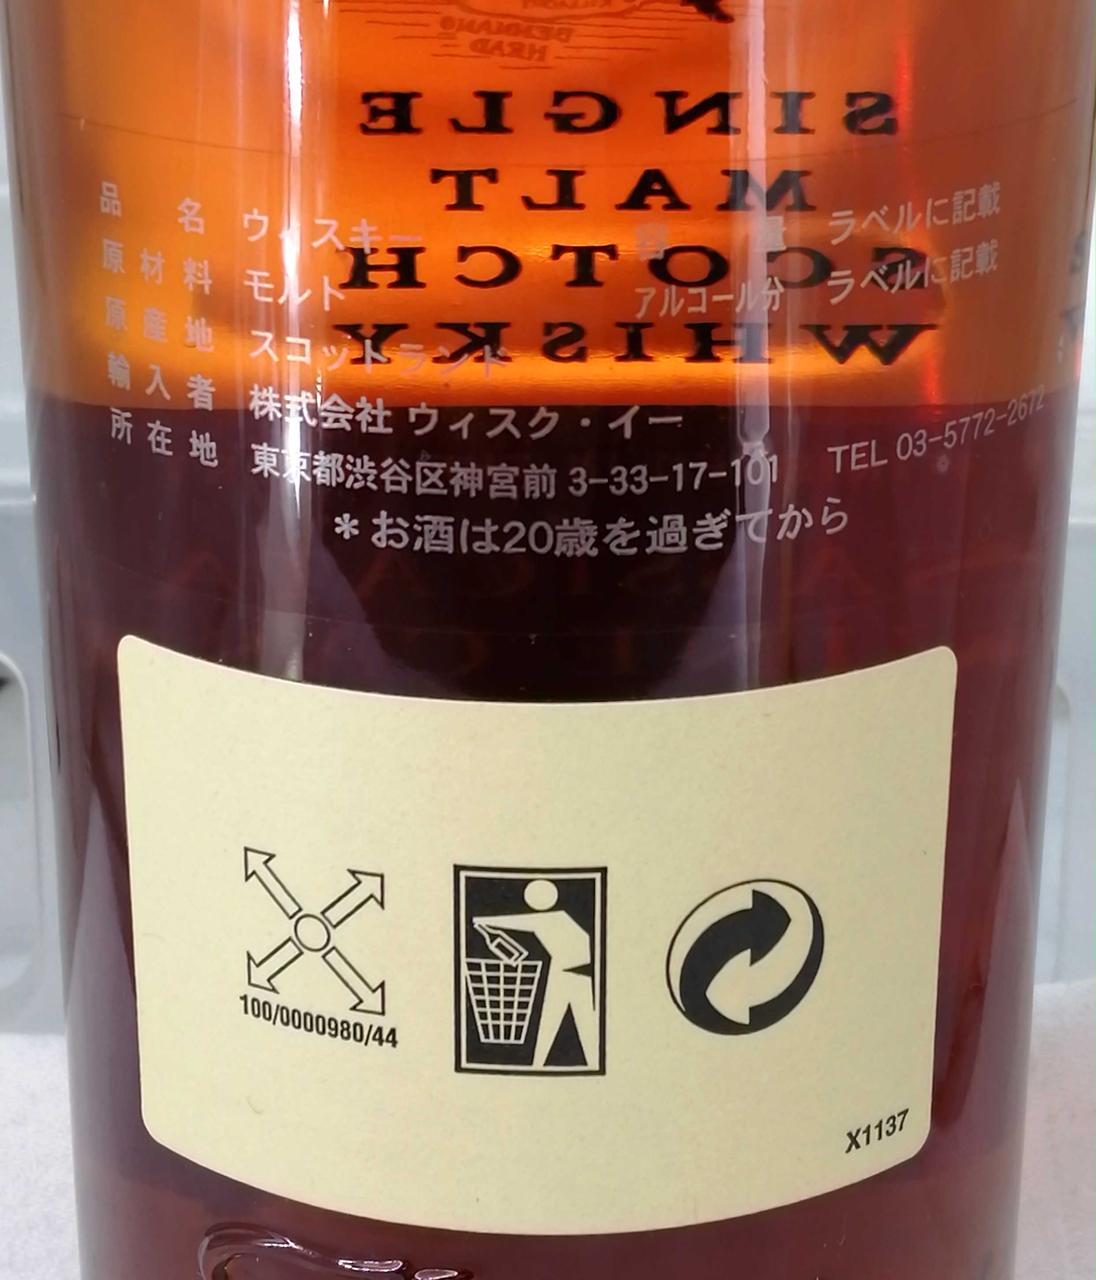 BENNAN
HEAD
SINGLE
MALT
SCOTCH
WHISKY
品名 ウィスキー 容量 ラベルに記載
原材料 モルト アルコール分 ラベルに記載
原産地 スコットランド
輸入者 株式会社 ウィスク・イー
所在地 東京都渋谷区神宮前 3-33-17-101 TEL 03-5772-2672
*お酒は20歳を過ぎてから
100/0000980/44
X1137